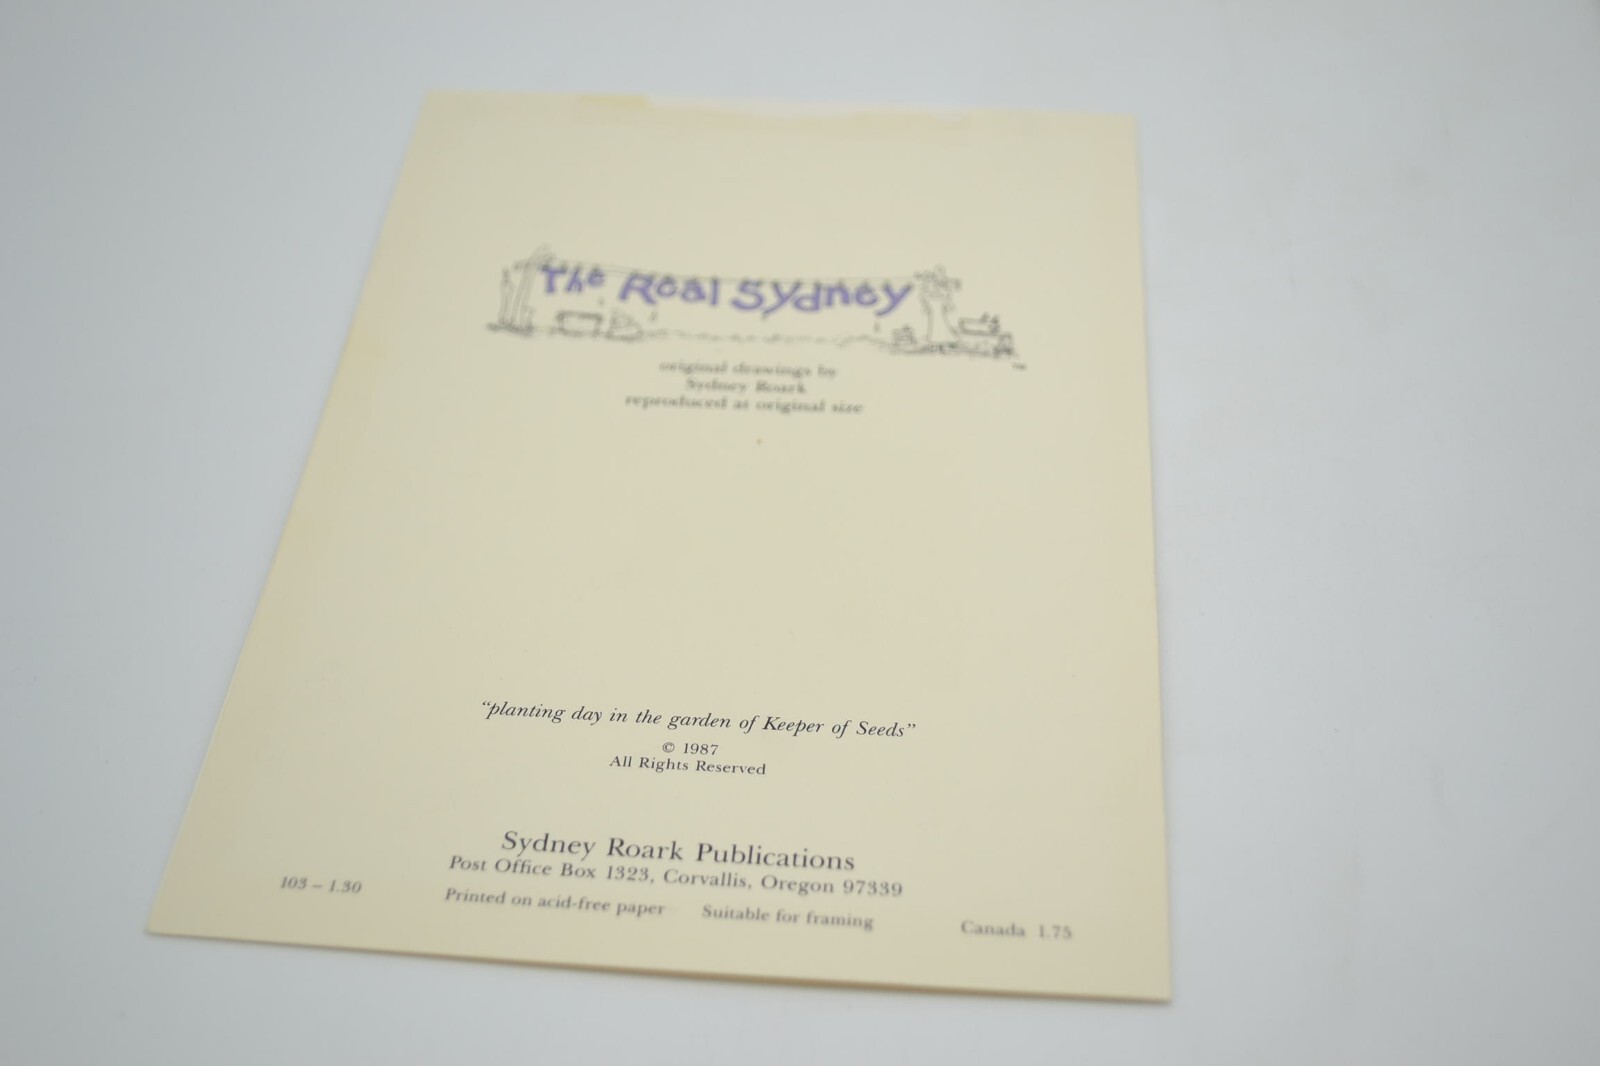 The Real Sydney
™
original drawings by
Sydney Roark
reproduced at original size
“planting day in the garden of Keeper of Seeds”
© 1987
All Rights Reserved
Sydney Roark Publications
Post Office Box 1323, Corvallis, Oregon 97339
103 – 1.30 Printed on acid-free paper Suitable for framing Canada 1.75